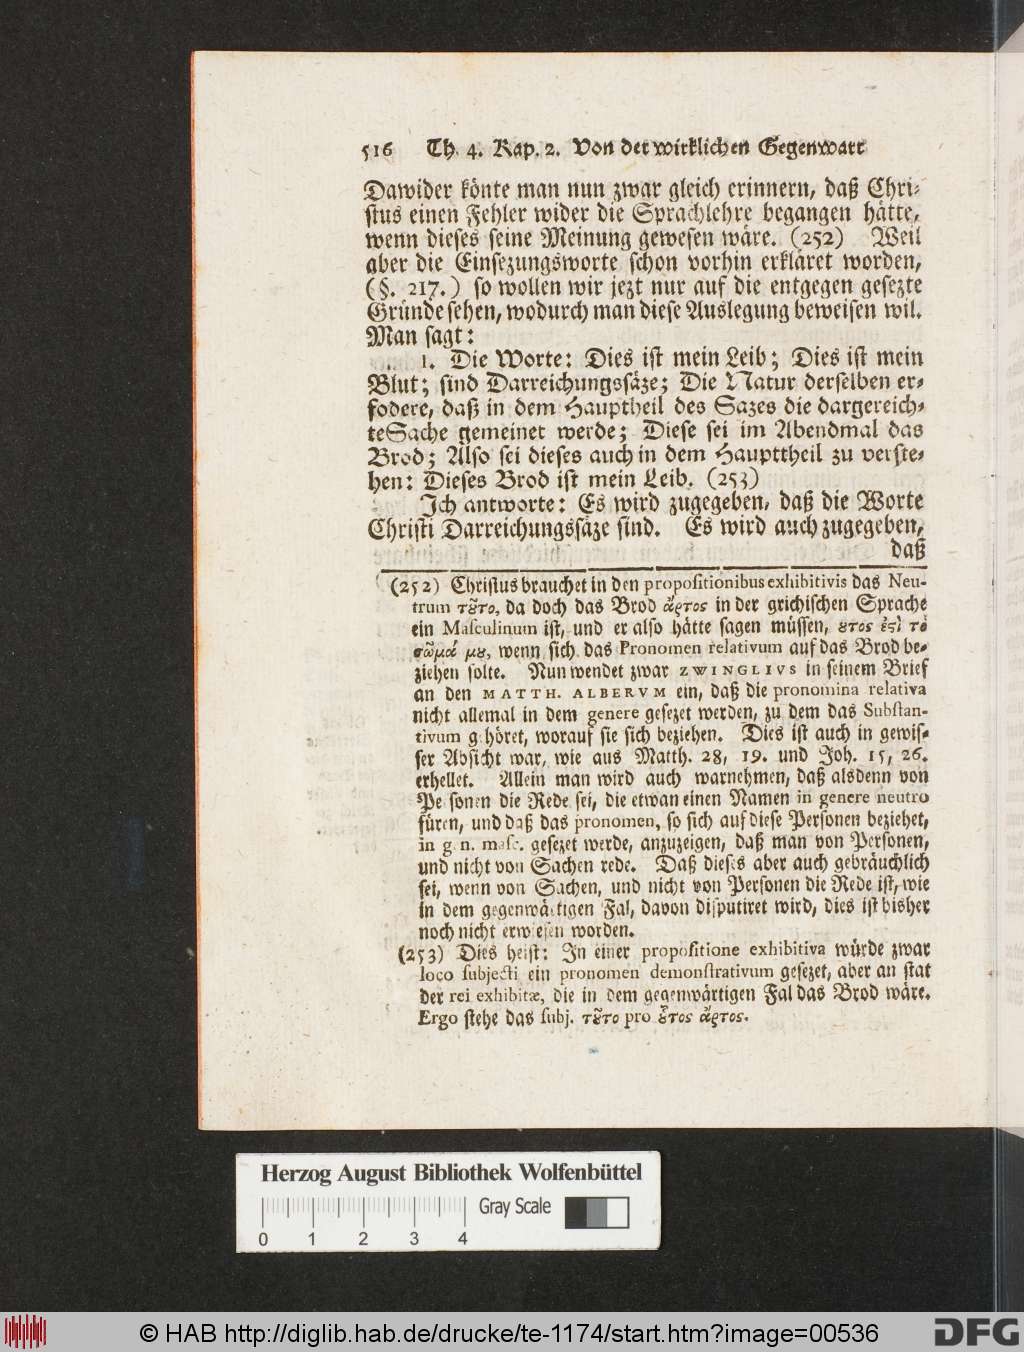 516 Th. 4. Kap. 2. Von der wirklichen Gegenwart
Dawider könte man nun zwar gleich erinnern, daß Chri-
stus einen Fehler wider die Sprachlehre begangen hätte,
wenn dieses seine Meinung gewesen wäre. (252) Weil
aber die Einsezungsworte schon vorhin erkläret worden,
(§. 217.) so wollen wir jezt nur auf die entgegen gesezte
Gründe sehen, wodurch man diese Auslegung beweisen wil.
Man sagt:
1. Die Worte: Dies ist mein Leib; Dies ist mein
Blut; sind Darreichungssäze; Die Natur derselben er-
fodere, daß in dem Hauptheil des Sazes die dargereich-
te Sache gemeinet werde; Diese sei im Abendmal das
Brod; Also sei dieses auch in dem Haupttheil zu verste-
hen: Dieses Brod ist mein Leib. (253)
Ich antworte: Es wird zugegeben, daß die Worte
Christi Darreichungssäze sind. Es wird auch zugegeben,
daß
(252) Christus brauchet in den propositionibus exhibitivis das Neu-
trum τȣ͂το, da doch das Brod ἄρτος in der grichischen Sprache
ein Masculinum ist, und er also hätte sagen müssen, ȣτος ἐϛὶ τὸ
σῶμά μȣ, wenn sich das Pronomen relativum auf das Brod be-
ziehen solte. Nun wendet zwar ZWINGLIVS in seinem Brief
an den MATTH. ALBERVM ein, daß die pronomina relativa
nicht allemal in dem genere gesezet werden, zu dem das Substan-
tivum g höret, worauf sie sich beziehen. Dies ist auch in gewis-
ser Absicht war, wie aus Matth. 28, 19. und Joh. 15, 26.
erhellet. Allein man wird auch warnehmen, daß alsdenn von
Pe sonen die Rede sei, die etwan einen Namen in genere neutro
füren, und daß das pronomen, so sich auf diese Personen beziehet,
in g n. masc. gesezet werde, anzuzeigen, daß man von Personen,
und nicht von Sachen rede. Daß dieses aber auch gebräuchlich
sei, wenn von Sachen, und nicht von Personen die Rede ist, wie
in dem gegenwärtigen Fal, davon disputiret wird, dies ist bisher
noch nicht erwiesen worden.
(253) Dies heist: In einer propositione exhibitiva würde zwar
loco subjecti ein pronomen demonstrativum gesezet, aber an stat
der rei exhibitæ, die in dem gegenwärtigen Fal das Brod wäre.
Ergo stehe das subj. τȣ͂το pro ȣ̃τος ἄρτος.
Herzog August Bibliothek Wolfenbüttel
Gray Scale
0 1 2 3 4
© HAB http://diglib.hab.de/drucke/te-1174/start.htm?image=00536
DFG